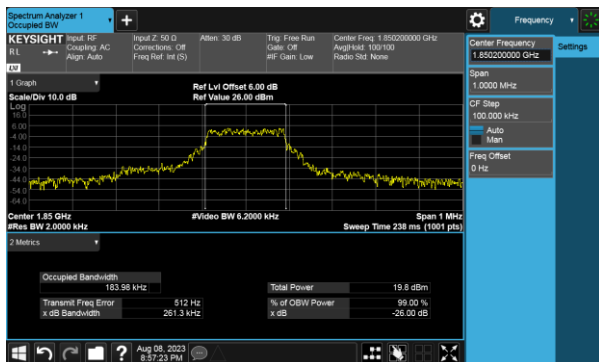 Spectrum Analyzer 1
Occupied BW
Frequency
KEYSIGHT
RL
Input: RF
Coupling: AC
Align: Auto
Input Z: 50 Ω
Corrections: Off
Freq Ref: Int (S)
Atten: 30 dB
Trig: Free Run
Gate: Off
#IF Gain: Low
Center Freq: 1.850200000 GHz
Avg|Hold: 100/100
Radio Std: None
LVI
Center Frequency
1.850200000 GHz
Settings
Span
1.0000 MHz
CF Step
100.000 kHz
Auto
Man
Freq Offset
0 Hz
1 Graph
Scale/Div 10.0 dB
Ref Lvl Offset 6.00 dB
Ref Value 26.00 dBm
Log
16.0
6.00
-4.00
-14.0
-24.0
-34.0
-44.0
-54.0
-64.0
Center 1.85 GHz
#Res BW 2.0000 kHz
#Video BW 6.2000 kHz
Span 1 MHz
Sweep Time 238 ms (1001 pts)
2 Metrics
Occupied Bandwidth
183.98 kHz
Transmit Freq Error 512 Hz
x dB Bandwidth 261.3 kHz
Total Power 19.8 dBm
% of OBW Power 99.00 %
x dB -26.00 dB
?
Aug 08, 2023
8:57:23 PM